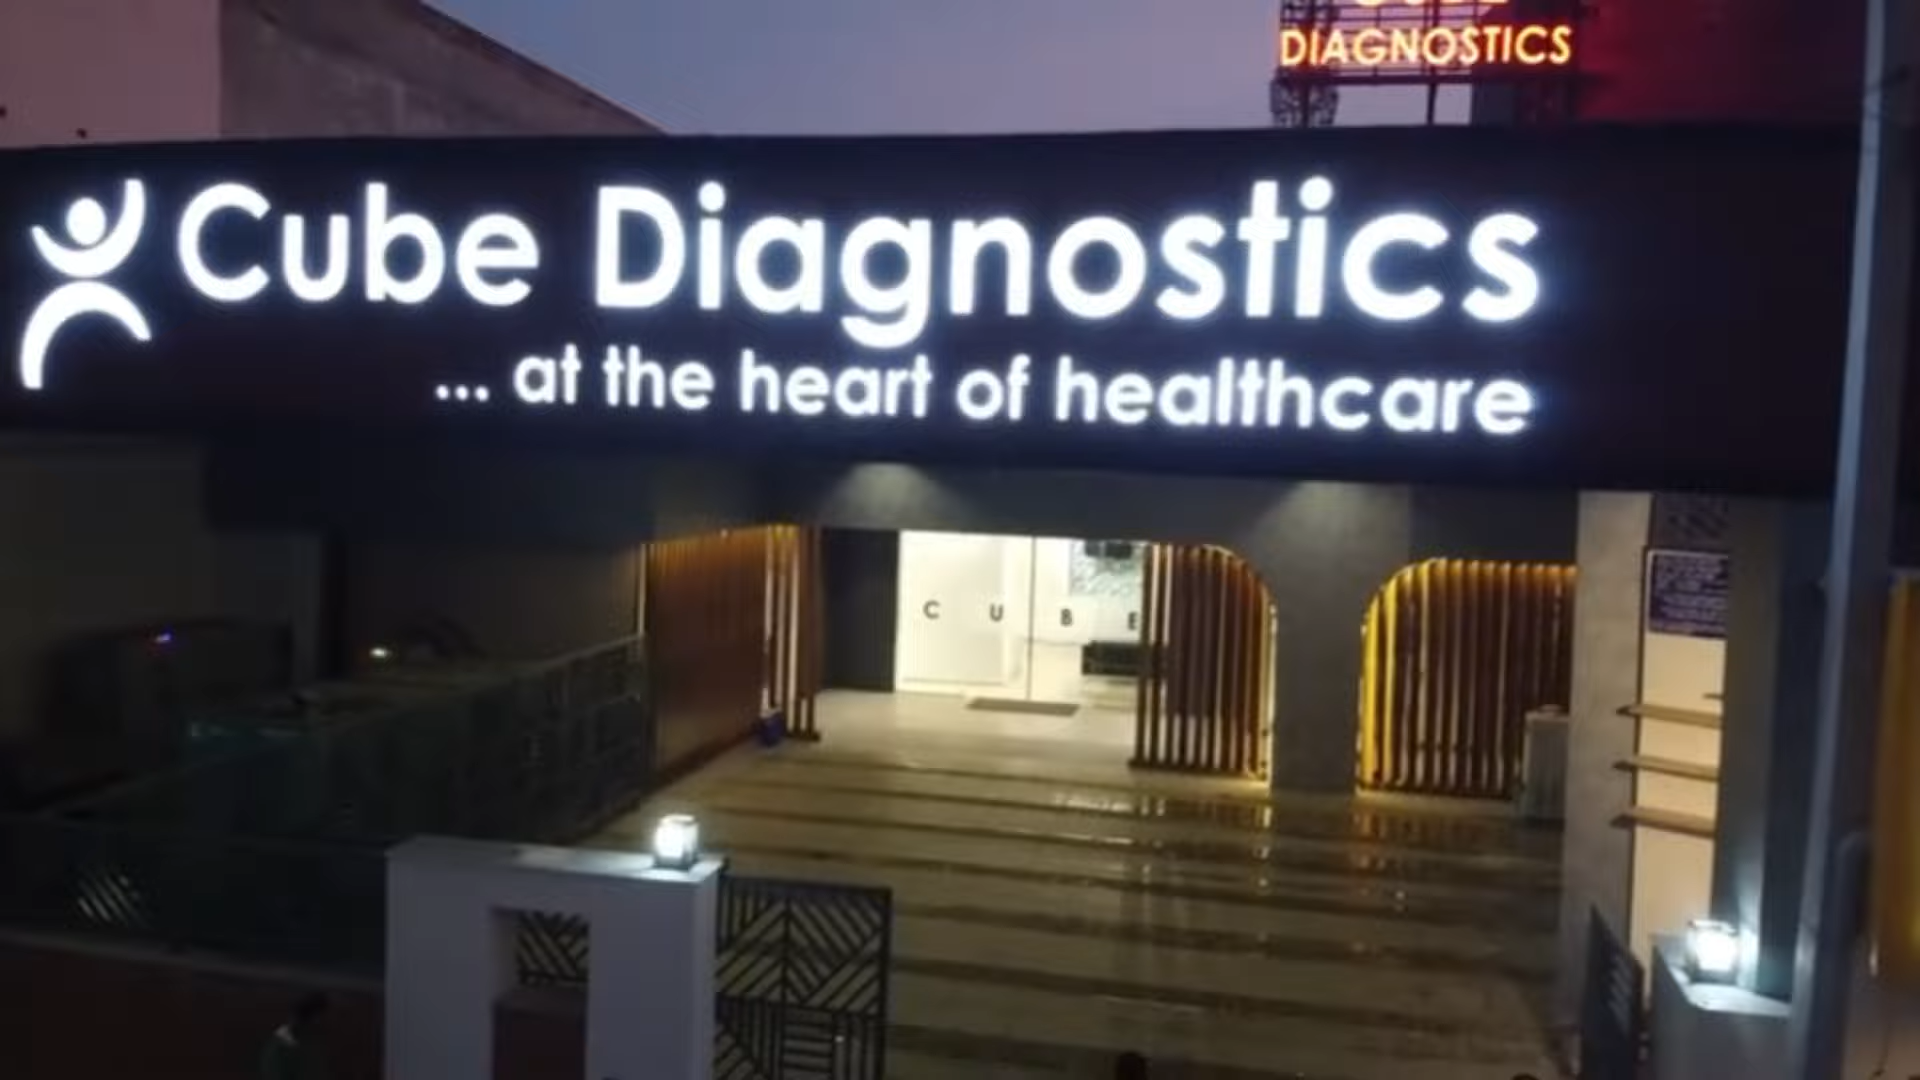 DIAGNOSTICS
Cube Diagnostics
... at the heart of healthcare
C U B E